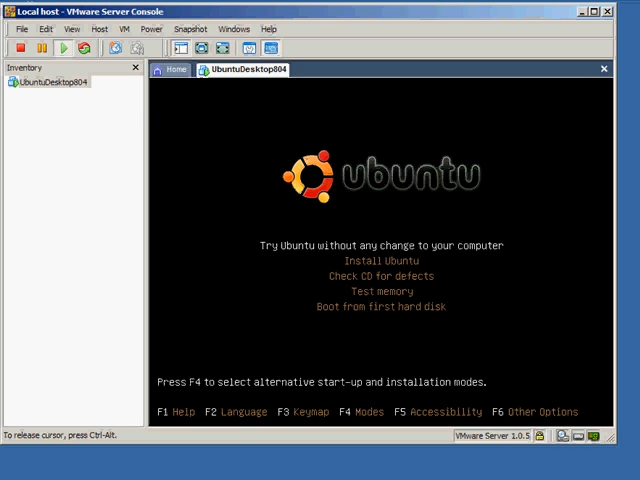 Local host - VMware Server Console
File Edit View Host VM Power Snapshot Windows Help
Inventory
Home UbuntuDesktop804
UbuntuDesktop804
ubuntu
Try Ubuntu without any change to your computer
Install Ubuntu
Check CD for defects
Test memory
Boot from first hard disk
Press F4 to select alternative start-up and installation modes.
F1 Help F2 Language F3 Keymap F4 Modes F5 Accessibility F6 Other Options
To release cursor, press Ctrl-Alt.
VMware Server 1.0.5